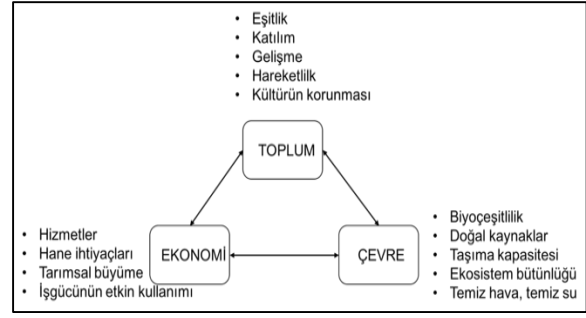 • Eşitlik
• Katılım
• Gelişme
• Hareketlilk
• Kültürün korunması
TOPLUM
• Hizmetler
• Hane ihtiyaçları
• Tarımsal büyüme
• İşgücünün etkin kullanımı
EKONOMİ
ÇEVRE
• Biyoçeşitlilik
• Doğal kaynaklar
• Taşıma kapasitesi
• Ekosistem bütünlüğü
• Temiz hava, temiz su